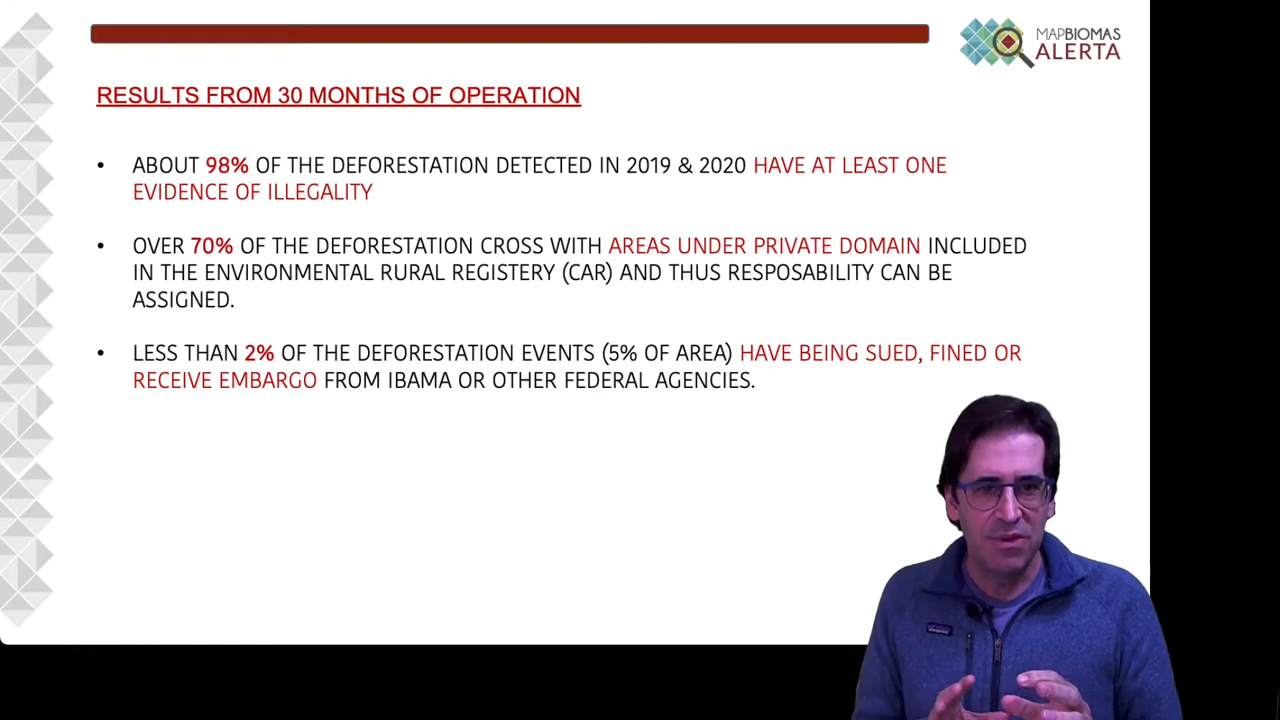 MAPBIOMAS
ALERTA
RESULTS FROM 30 MONTHS OF OPERATION
• ABOUT 98% OF THE DEFORESTATION DETECTED IN 2019 & 2020 HAVE AT LEAST ONE
EVIDENCE OF ILLEGALITY
• OVER 70% OF THE DEFORESTATION CROSS WITH AREAS UNDER PRIVATE DOMAIN INCLUDED
IN THE ENVIRONMENTAL RURAL REGISTERY (CAR) AND THUS RESPOSABILITY CAN BE
ASSIGNED.
• LESS THAN 2% OF THE DEFORESTATION EVENTS (5% OF AREA) HAVE BEING SUED, FINED OR
RECEIVE EMBARGO FROM IBAMA OR OTHER FEDERAL AGENCIES.
patagonia